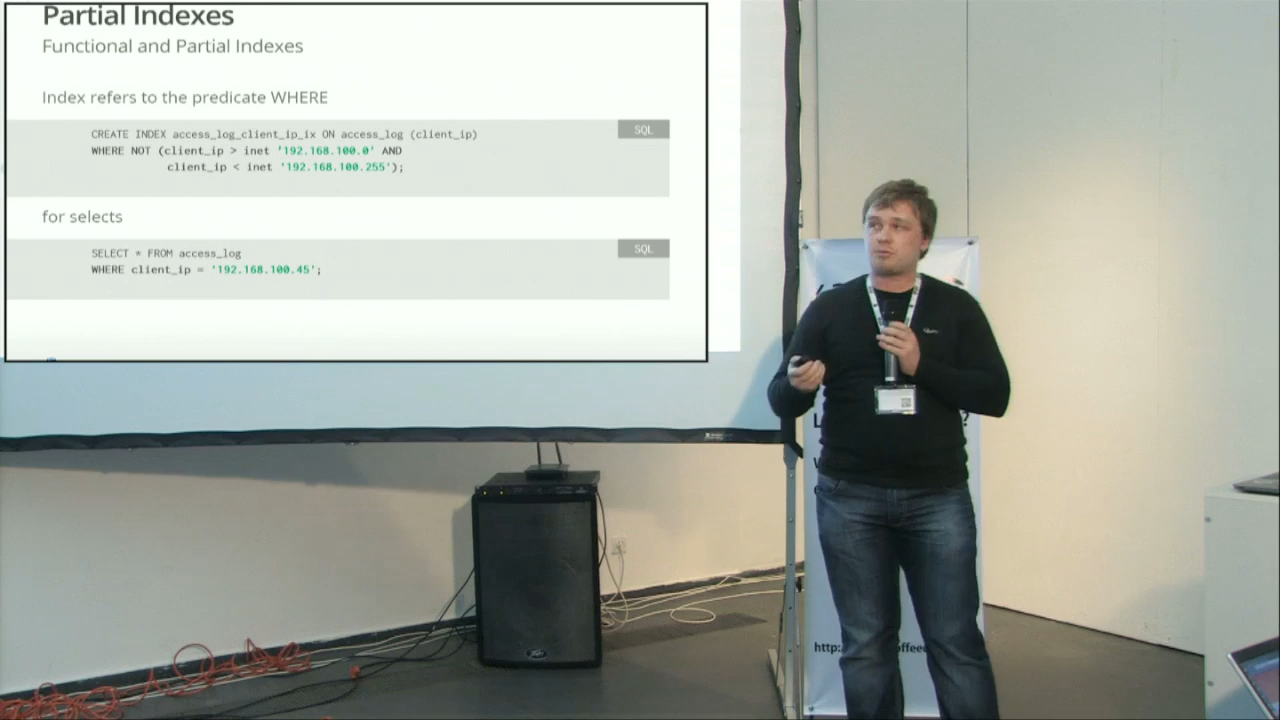 Partial Indexes
Functional and Partial Indexes
Index refers to the predicate WHERE
SQL
CREATE INDEX access_log_client_ip_ix ON access_log (client_ip)
WHERE NOT (client_ip > inet '192.168.100.0' AND
client_ip < inet '192.168.100.255');
for selects
SQL
SELECT * FROM access_log
WHERE client_ip = '192.168.100.45';
Peavey